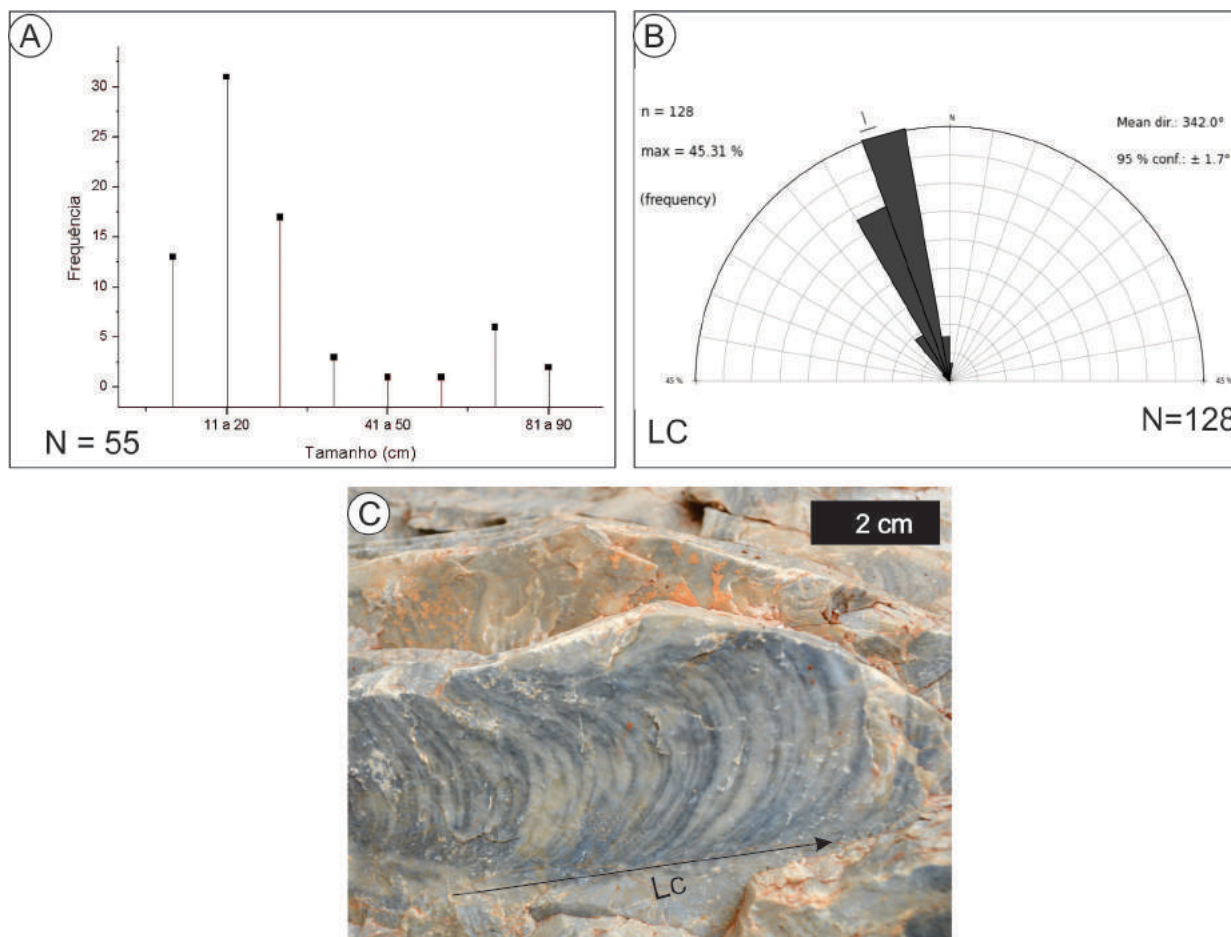 A
Frequência
30
25
20
15
10
5
0
11 a 20
41 a 50
81 a 90
Tamanho (cm)
N = 55
B
n = 128
max = 45.31 %
(frequency)
N
Mean dir.: 342.0°
95 % conf.: ± 1.7°
45 %
45 %
LC
N=128
C
2 cm
Lc